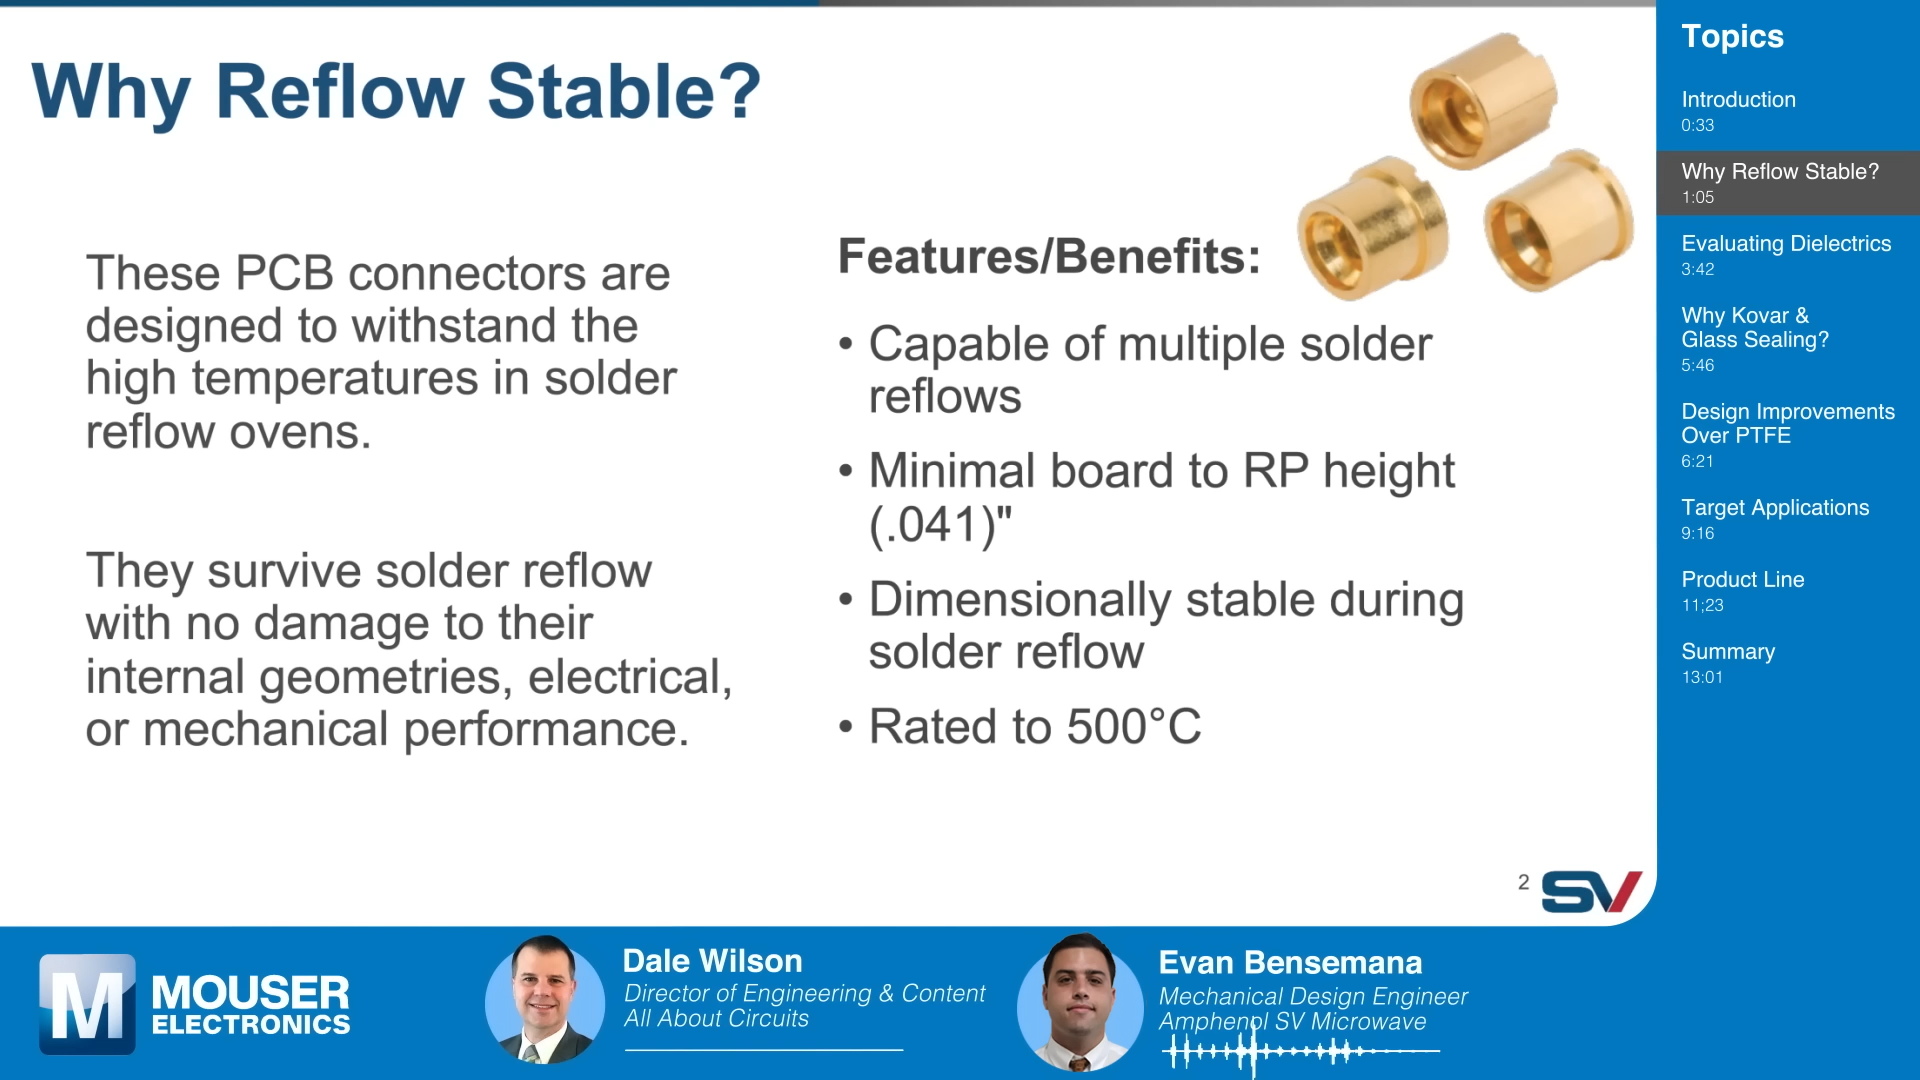 Why Reflow Stable?
These PCB connectors are
designed to withstand the
high temperatures in solder
reflow ovens.
They survive solder reflow
with no damage to their
internal geometries, electrical,
or mechanical performance.
Features/Benefits:
• Capable of multiple solder
reflows
• Minimal board to RP height
(.041)"
• Dimensionally stable during
solder reflow
• Rated to 500°C
2
SV
Topics
Introduction
0:33
Why Reflow Stable?
1:05
Evaluating Dielectrics
3:42
Why Kovar &
Glass Sealing?
5:46
Design Improvements
Over PTFE
6:21
Target Applications
9:16
Product Line
11;23
Summary
13:01
M
MOUSER
ELECTRONICS
Dale Wilson
Director of Engineering & Content
All About Circuits
Evan Bensemana
Mechanical Design Engineer
Amphenol SV Microwave